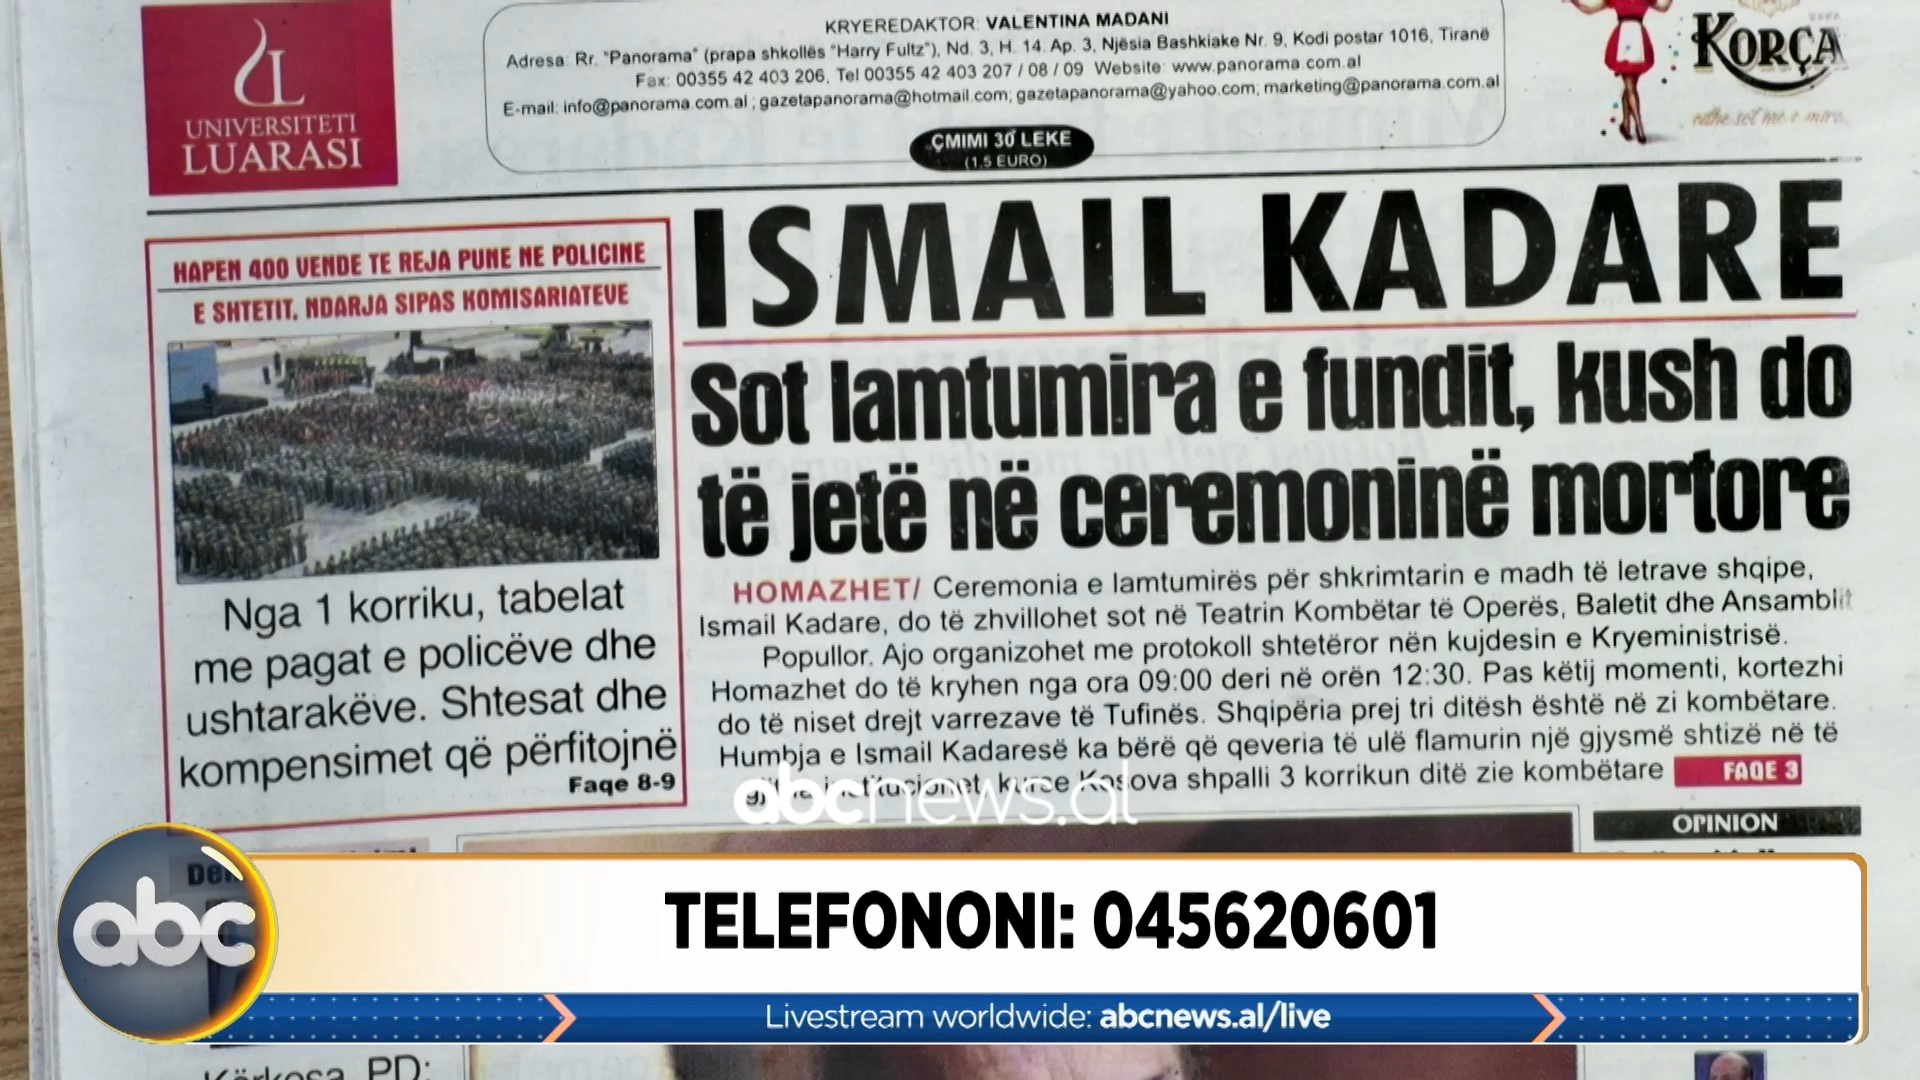 UNIVERSITETI
LUARASI
KRYEREDAKTOR: VALENTINA MADANI
Adresa: Rr. "Panorama" (prapa shkollës "Harry Fultz"), Nd. 3, H. 14. Ap. 3, Njësia Bashkiake Nr. 9, Kodi postar 1016, Tiranë
Fax: 00355 42 403 206, Tel 00355 42 403 207 / 08 / 09 Website: www.panorama.com.al
E-mail: info@panorama.com.al ; gazetapanorama@hotmail.com; gazetapanorama@yahoo.com; marketing@panorama.com.al
ÇMIMI 30 LEKE
(1,5 EURO)
KORÇA
HAPEN 400 VENDE TE REJA PUNE NE POLICINE
E SHTETIT, NDARJA SIPAS KOMISARIATEVE
Nga 1 korriku, tabelat
me pagat e policëve dhe
ushtarakëve. Shtesat dhe
kompensimet që përfitojnë
Faqe 8-9
ISMAIL KADARE
Sot lamtumira e fundit, kush do
të jetë në ceremoninë mortore
HOMAZHET/ Ceremonia e lamtumirës për shkrimtarin e madh të letrave shqipe,
Ismail Kadare, do të zhvillohet sot në Teatrin Kombëtar të Operës, Baletit dhe Ansamblit
Popullor. Ajo organizohet me protokoll shtetëror nën kujdesin e Kryeministrisë.
Homazhet do të kryhen nga ora 09:00 deri në orën 12:30. Pas këtij momenti, kortezhi
do të niset drejt varrezave të Tufinës. Shqipëria prej tri ditësh është në zi kombëtare.
Humbja e Ismail Kadaresë ka bërë që qeveria të ulë flamurin një gjysmë shtizë në të
institucionet, kurse Kosova shpalli 3 korrikun ditë zie kombëtare FAQE 3
abcnews.al
OPINION
abc
TELEFONONI: 045620601
Livestream worldwide: abcnews.al/live
Kërkesa PD: